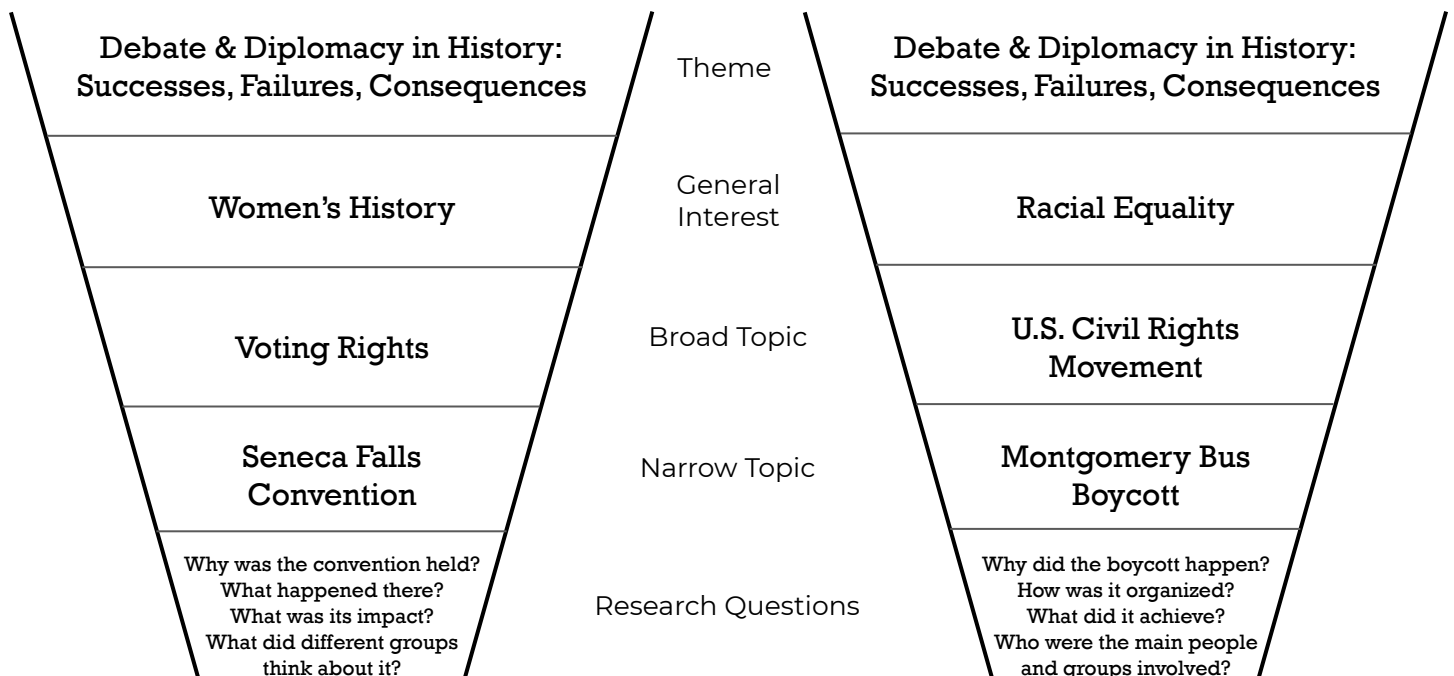 Debate & Diplomacy in History:
Successes, Failures, Consequences
Theme
Debate & Diplomacy in History:
Successes, Failures, Consequences
Women's History
General
Interest
Racial Equality
Voting Rights
Broad Topic
U.S. Civil Rights
Movement
Seneca Falls
Convention
Narrow Topic
Montgomery Bus
Boycott
Why was the convention held?
What happened there?
What was its impact?
What did different groups
think about it?
Research Questions
Why did the boycott happen?
How was it organized?
What did it achieve?
Who were the main people
and groups involved?